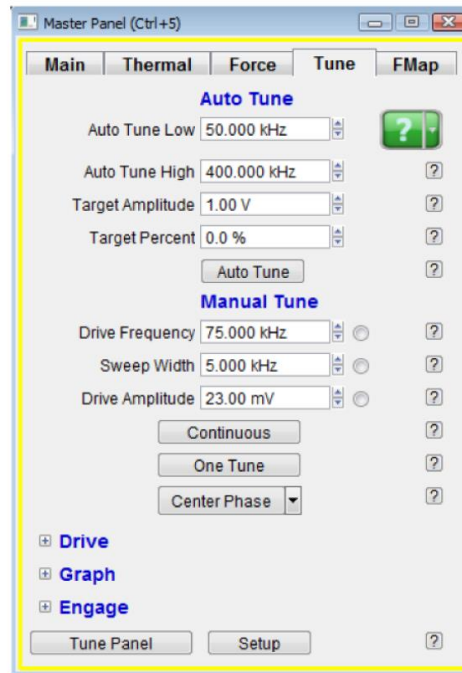 Master Panel (Ctrl+5)
Main Thermal Force Tune FMap
Auto Tune
Auto Tune Low 50.000 kHz ?
Auto Tune High 400.000 kHz ?
Target Amplitude 1.00 V ?
Target Percent 0.0 % ?
Auto Tune ?
Manual Tune
Drive Frequency 75.000 kHz ?
Sweep Width 5.000 kHz ?
Drive Amplitude 23.00 mV ?
Continuous ?
One Tune ?
Center Phase ?
Drive
Graph
Engage
Tune Panel Setup ?